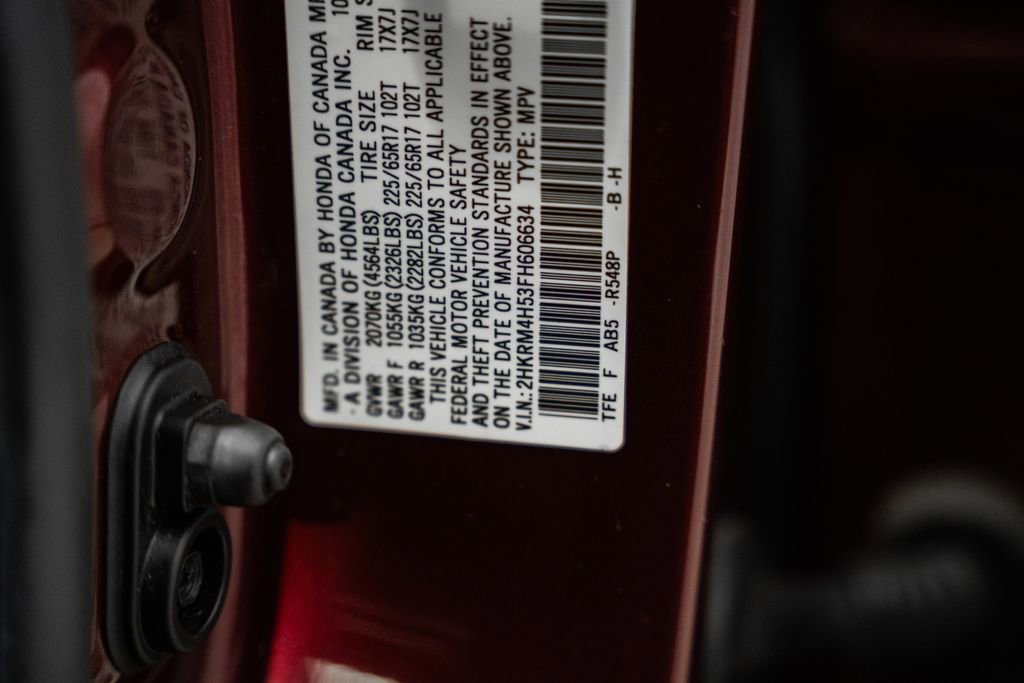 MFD. IN CANADA BY HONDA OF CANADA MF
- A DIVISION OF HONDA CANADA INC. 10
GVWR 2070KG(4564LBS) TIRE SIZE RIM S
GAWR F 1055KG(2326LBS) 225/65R17 102T 17X7J
GAWR R 1035KG(2282LBS) 225/65R17 102T 17X7J
THIS VEHICLE CONFORMS TO ALL APPLICABLE
FEDERAL MOTOR VEHICLE SAFETY
AND THEFT PREVENTION STANDARDS IN EFFECT
ON THE DATE OF MANUFACTURE SHOWN ABOVE.
V.I.N.:2HKRM4H53FH606634 TYPE: MPV
TFE F AB5 -R548P -B -H